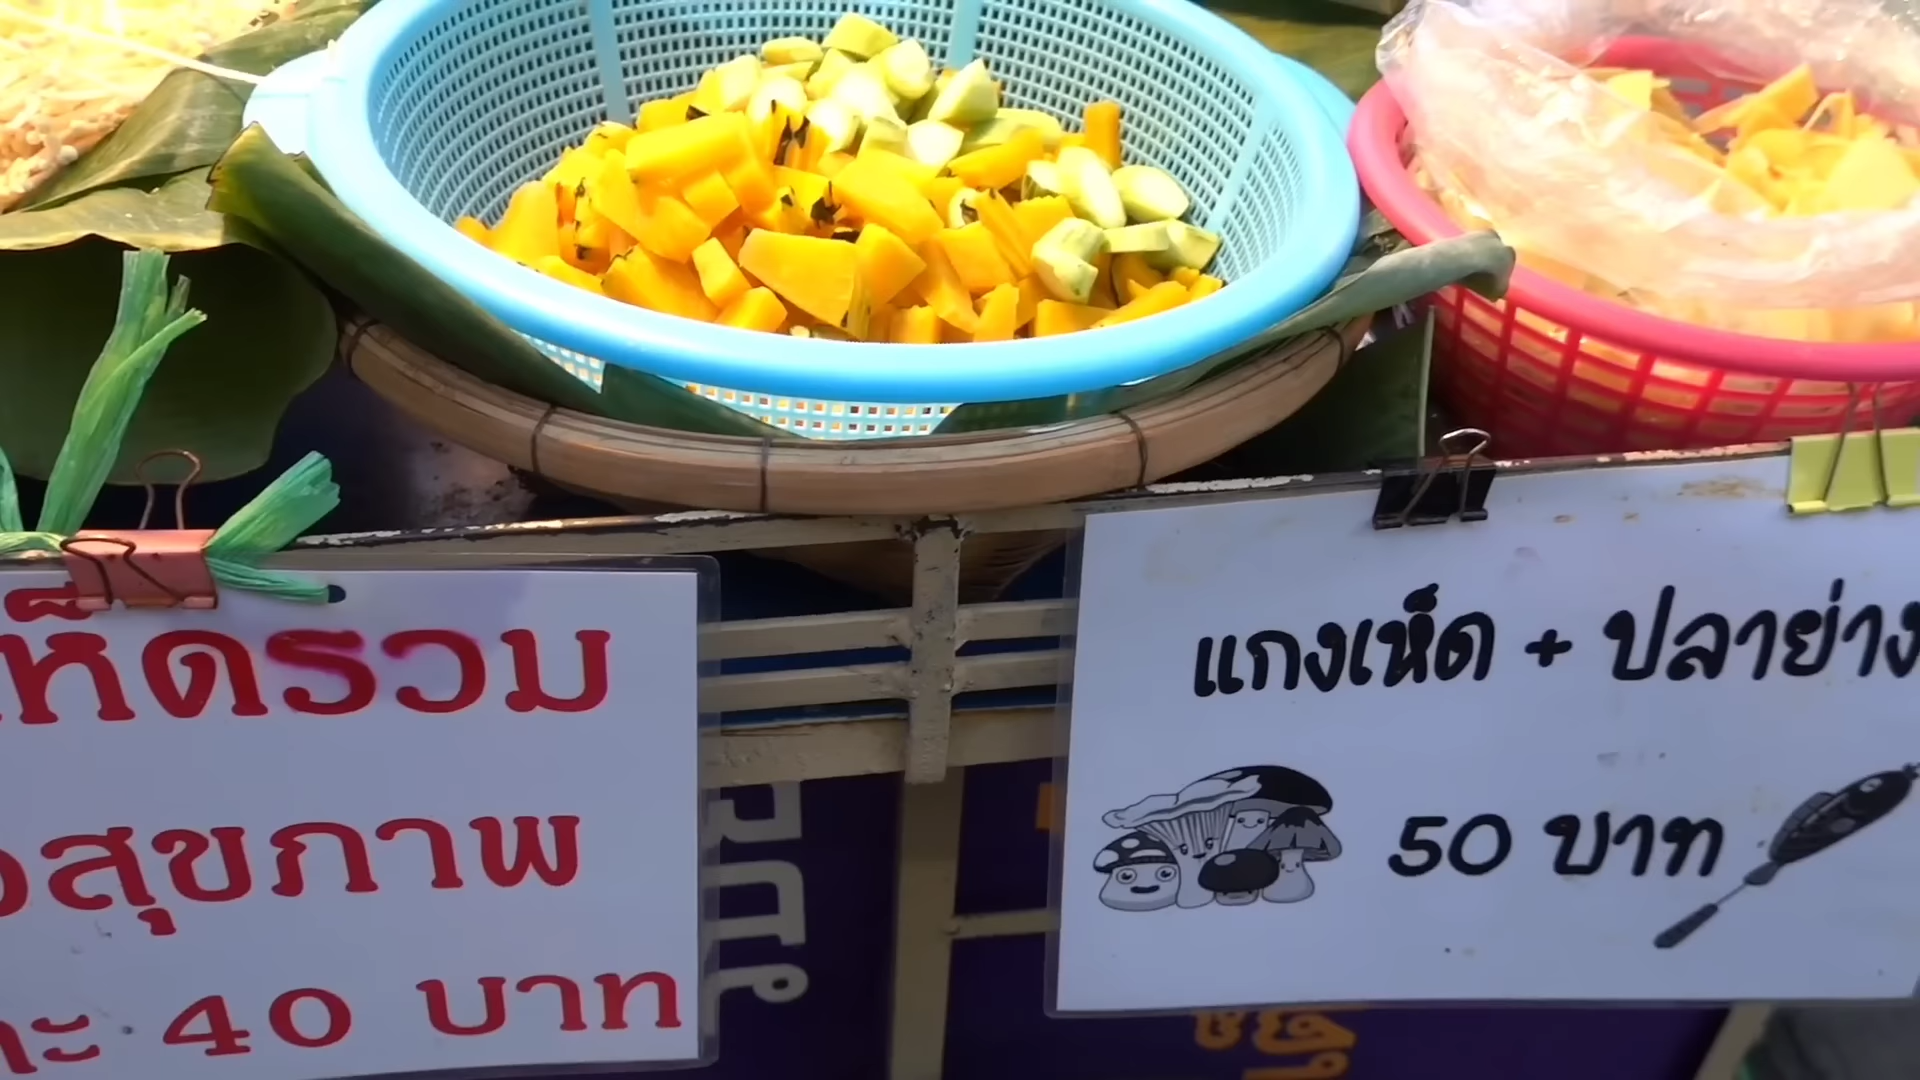 เห็ดรวม
สุขภาพ
40 บาท
แกงเห็ด + ปลาย่าง
50 บาท